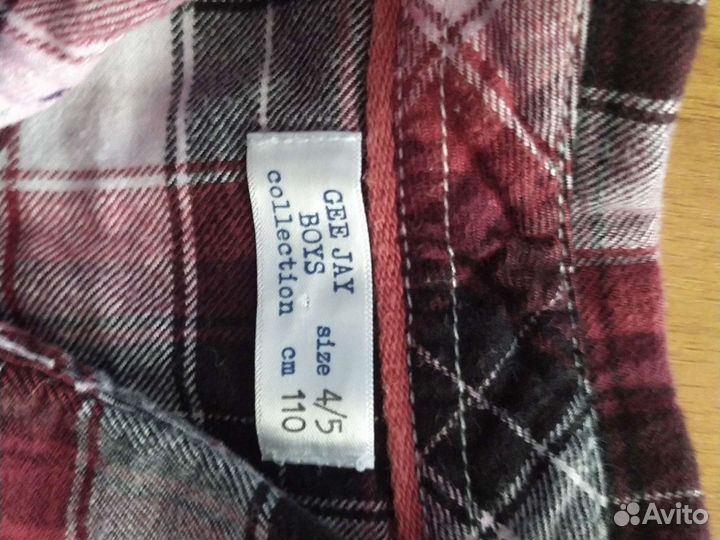 GEE JAY
BOYS size 4/5
collection cm 110
Avito